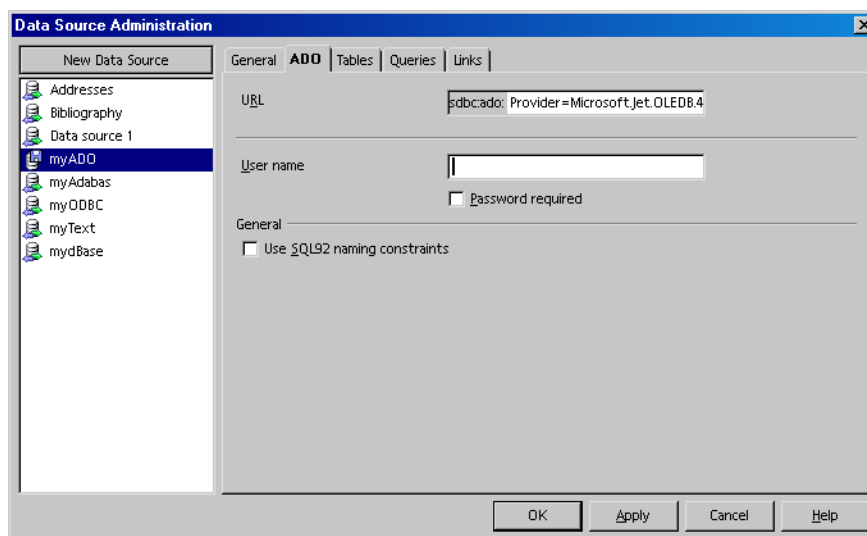 Data Source Administration
New Data Source
Addresses
Bibliography
Data source 1
myADO
myAdabas
myODBC
myText
mydBase
General ADO Tables Queries Links
URL sdbc:ado: Provider=Microsoft.Jet.OLEDB.4
User name
Password required
General
Use SQL92 naming constraints
OK Apply Cancel Help